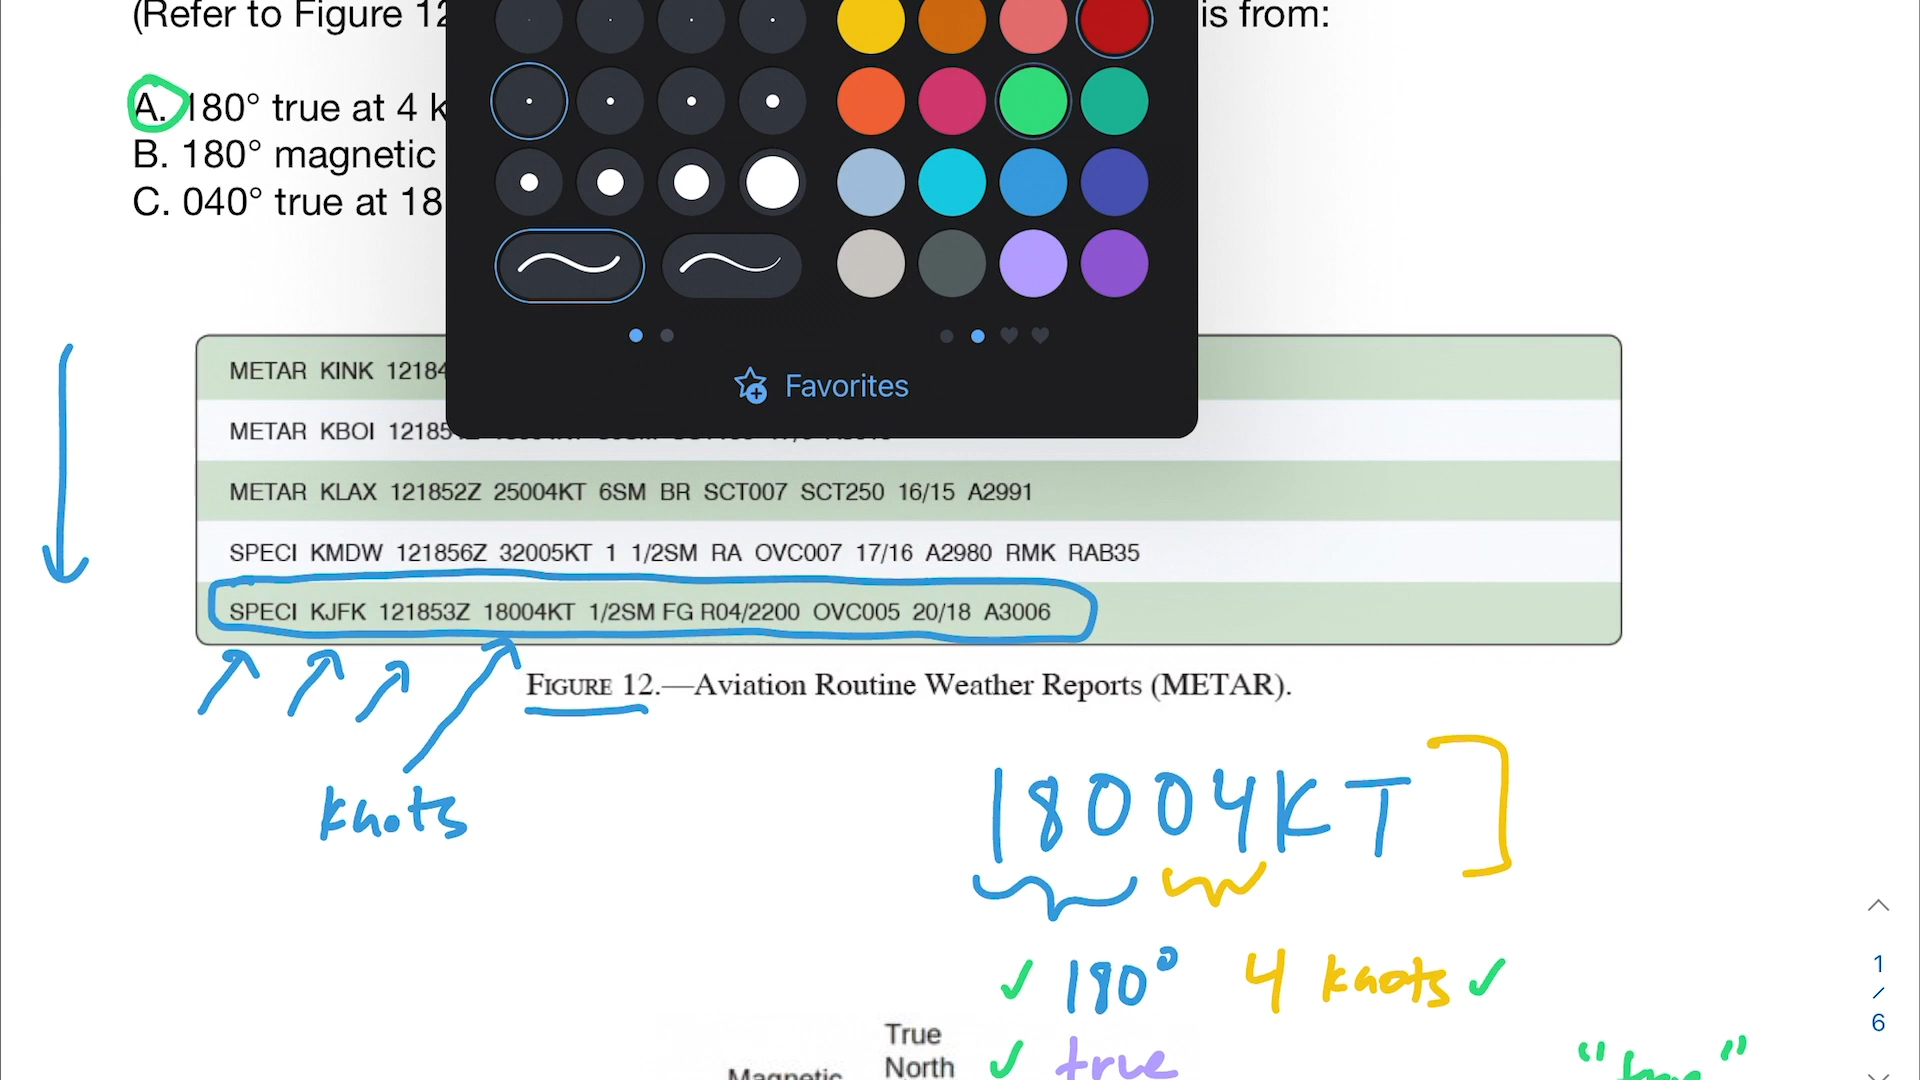 (Refer to Figure 12 is from:
A. 180° true at 4 k
B. 180° magnetic
C. 040° true at 18
Favorites
METAR KINK 12184
METAR KBOI 12185
METAR KLAX 121852Z 25004KT 6SM BR SCT007 SCT250 16/15 A2991
SPECI KMDW 121856Z 32005KT 1 1/2SM RA OVC007 17/16 A2980 RMK RAB35
SPECI KJFK 121853Z 18004KT 1/2SM FG R04/2200 OVC005 20/18 A3006
FIGURE 12.—Aviation Routine Weather Reports (METAR).
knots
18004KT
180° 4 knots
True
North
true
Magnetic
"true"
1
/
6